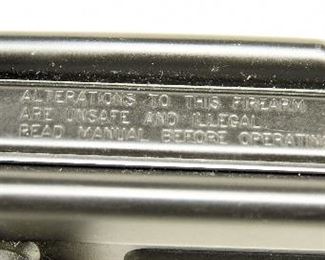 ALTERATIONS TO THIS FIREARM
ARE UNSAFE AND ILLEGAL.
READ MANUAL BEFORE OPERATIN